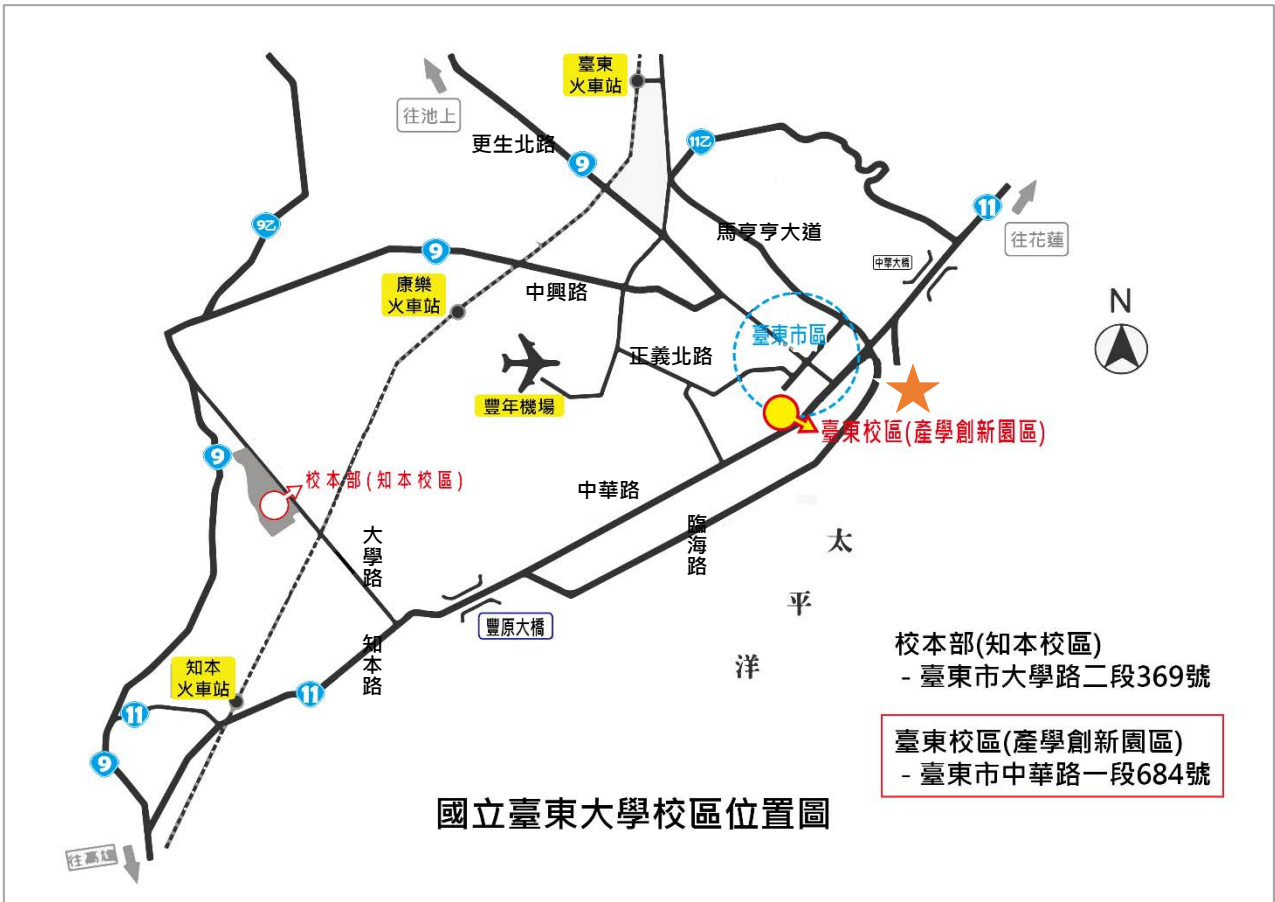 臺東
火車站
往池上
更生北路
9
11乙
11
往花蓮
馬亨亨大道
中華大橋
9乙
9
康樂
火車站
中興路
N
臺東市區
正義北路
豐年機場
臺東校區(產學創新園區)
9
校本部(知本校區)
中華路
大學路
臨海路
太平洋
豐原大橋
知本路
知本
火車站
11
11
9
校本部(知本校區)
- 臺東市大學路二段369號
臺東校區(產學創新園區)
- 臺東市中華路一段684號
國立臺東大學校區位置圖
往高雄